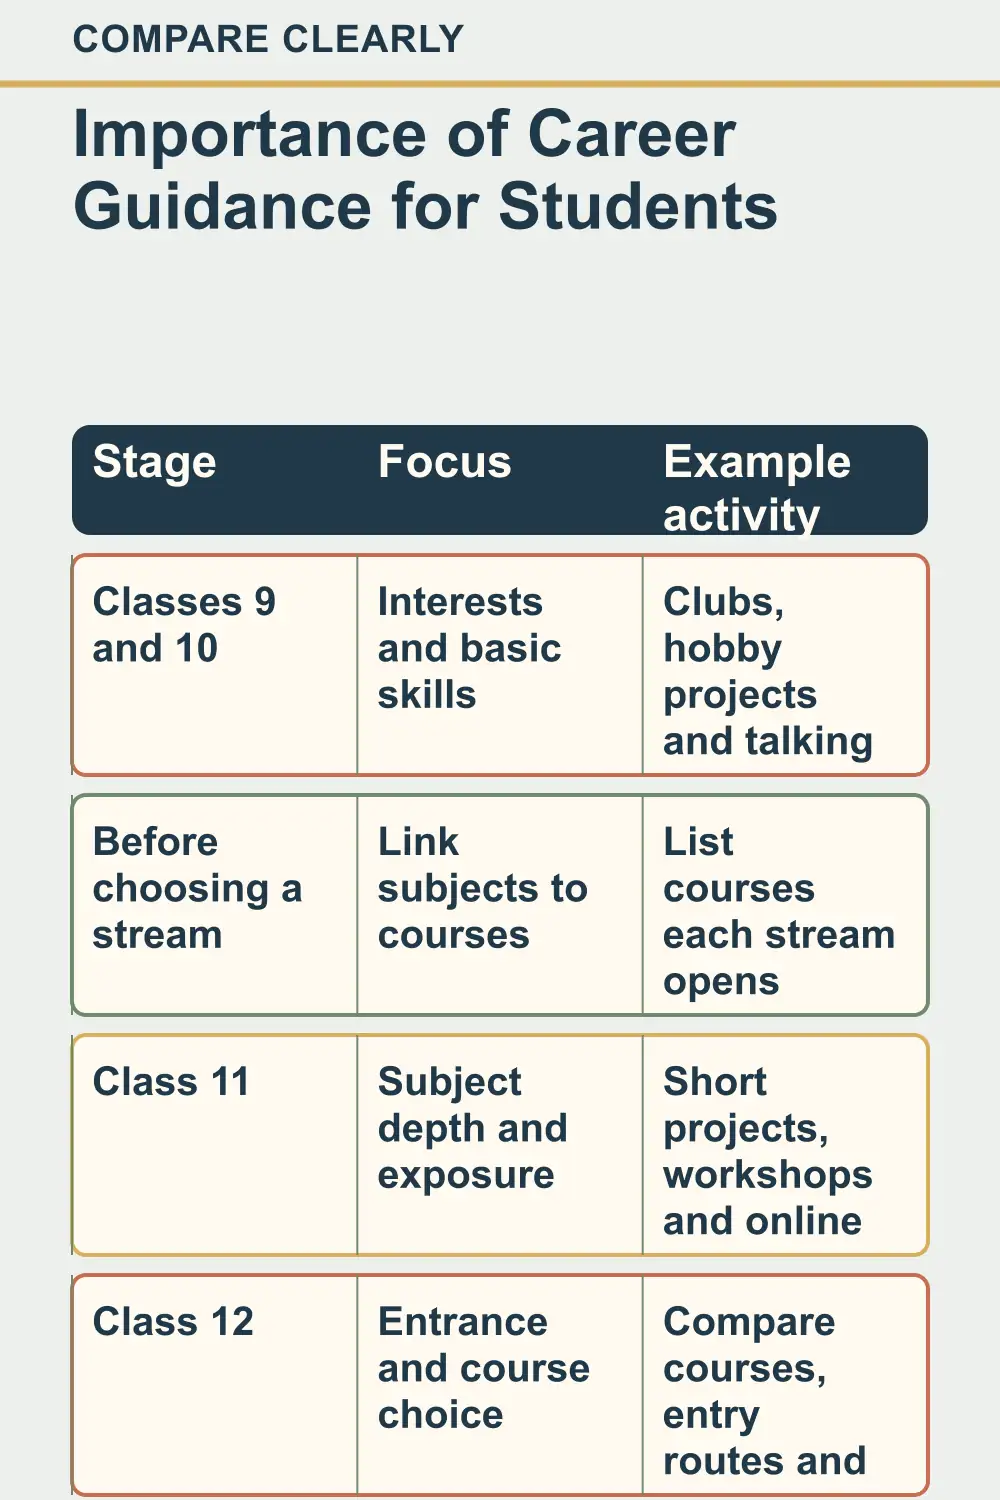 COMPARE CLEARLY
Importance of Career
Guidance for Students
Stage
Focus
Example
activity
Classes 9
and 10
Interests
and basic
skills
Clubs,
hobby
projects
and talking
Before
choosing a
stream
Link
subjects to
courses
List
courses
each stream
opens
Class 11
Subject
depth and
exposure
Short
projects,
workshops
and online
Class 12
Entrance
and course
choice
Compare
courses,
entry
routes and